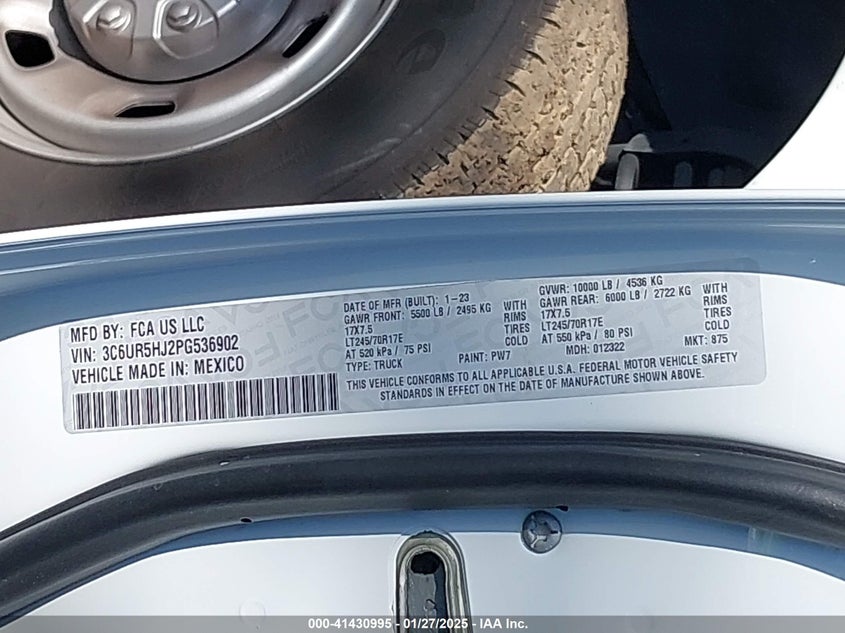 MFD BY: FCA US LLC
VIN: 3C6UR5HJ2PG536902
VEHICLE MADE IN: MEXICO
DATE OF MFR (BUILT): 1-23
GAWR FRONT: 5500 LB / 2495 KG WITH
17X7.5 RIMS
LT245/70R17E TIRES
AT 520 kPa / 75 PSI COLD
TYPE: TRUCK PAINT: PW7
GVWR: 10000 LB / 4536 KG
GAWR REAR: 6000 LB / 2722 KG WITH
17X7.5 RIMS
LT245/70R17E TIRES
AT 550 kPa / 80 PSI COLD
MDH: 012322 MKT: 875
THIS VEHICLE CONFORMS TO ALL APPLICABLE U.S.A. FEDERAL MOTOR VEHICLE SAFETY
STANDARDS IN EFFECT ON THE DATE OF MANUFACTURE SHOWN ABOVE.
000-41430995 - 01/27/2025 - IAA Inc.